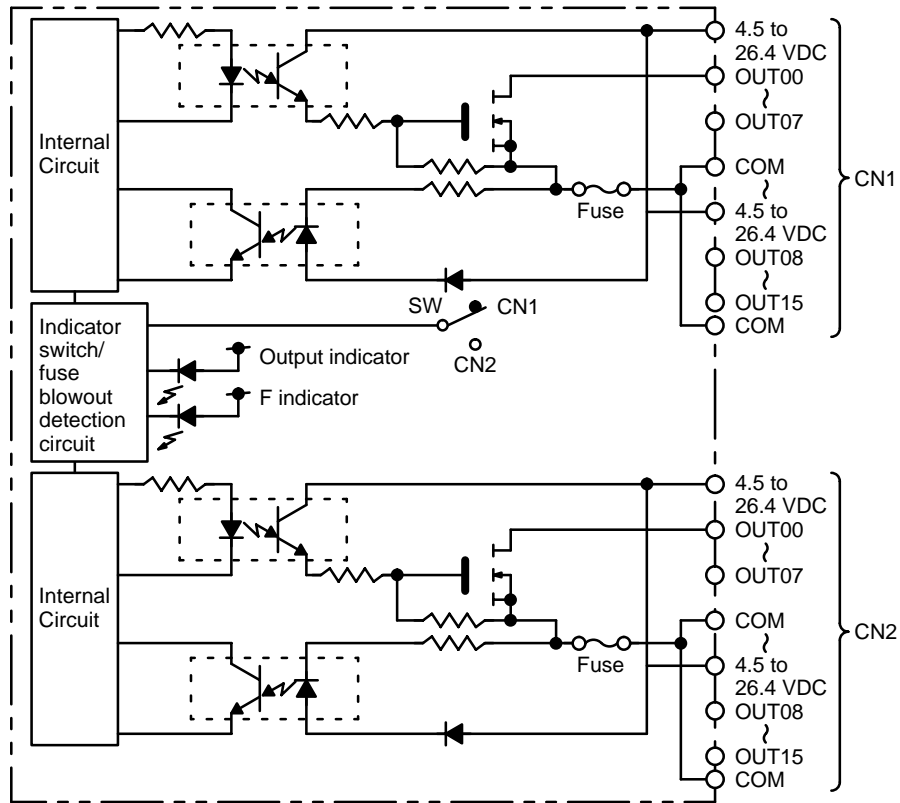 4.5 to
26.4 VDC
OUT00
~
OUT07
Internal
Circuit
COM
~
CN1
Fuse
4.5 to
26.4 VDC
OUT08
~
OUT15
SW
CN1
COM
Indicator
switch/
fuse
blowout
detection
circuit
CN2
Output indicator
F indicator
4.5 to
26.4 VDC
OUT00
~
OUT07
Internal
Circuit
COM
~
CN2
Fuse
4.5 to
26.4 VDC
OUT08
~
OUT15
COM